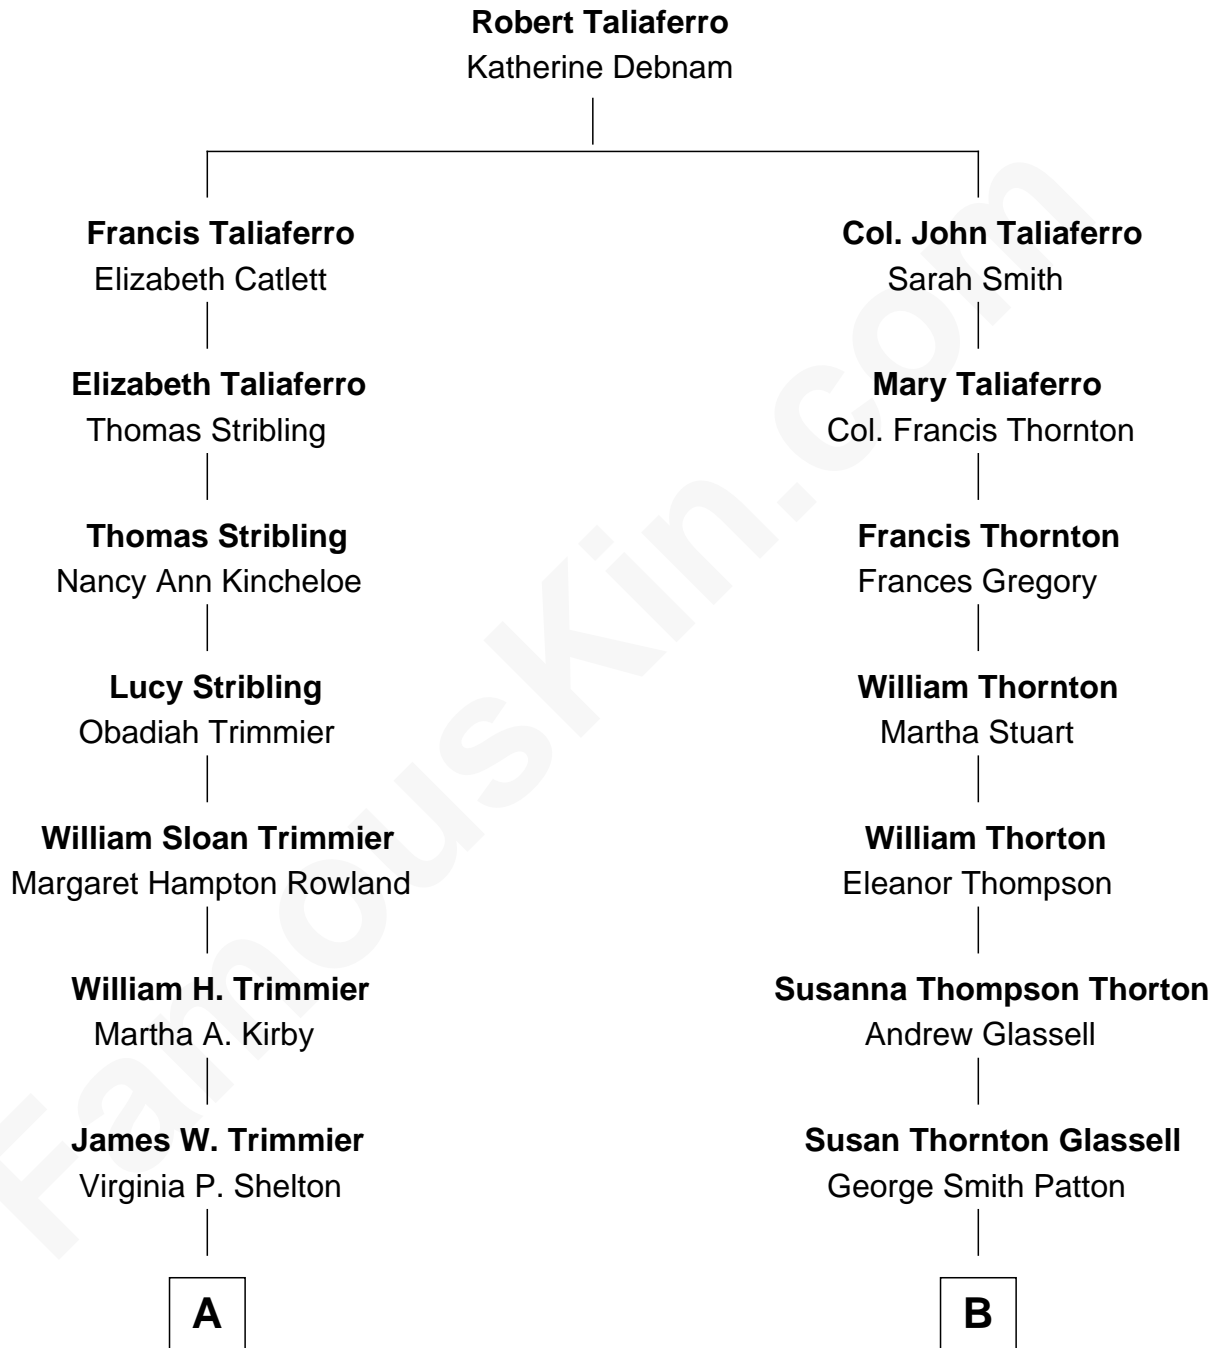 Robert Taliaferro
Katherine Debnam
Francis Taliaferro
Elizabeth Catlett
Col. John Taliaferro
Sarah Smith
Elizabeth Taliaferro
Thomas Stribling
Mary Taliaferro
Col. Francis Thornton
Thomas Stribling
Nancy Ann Kincheloe
Francis Thornton
Frances Gregory
Lucy Stribling
Obadiah Trimmier
William Thornton
Martha Stuart
William Sloan Trimmier
Margaret Hampton Rowland
William Thorton
Eleanor Thompson
William H. Trimmier
Martha A. Kirby
Susanna Thompson Thorton
Andrew Glassell
James W. Trimmier
Virginia P. Shelton
Susan Thornton Glassell
George Smith Patton
A
B
FamousKin.com